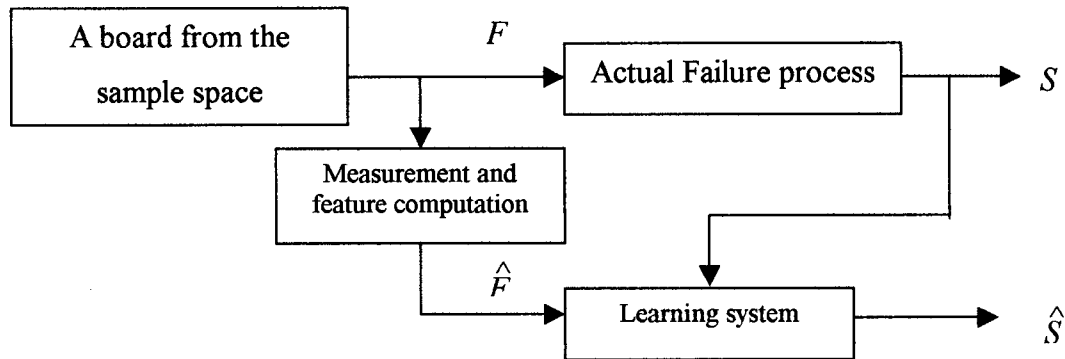 A board from the
sample space
F
Actual Failure process
S
Measurement and
feature computation
F̂
Learning system
Ŝ